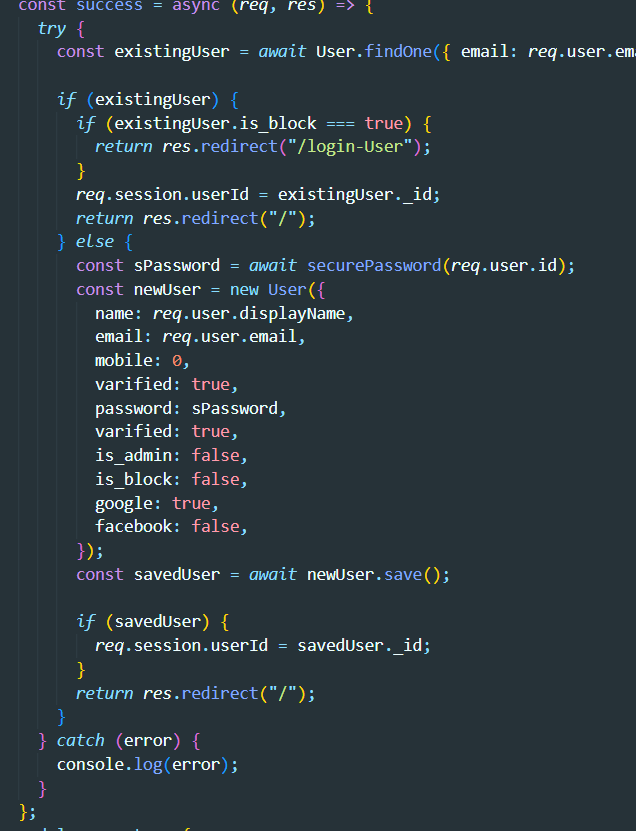 const success = async (req, res) => {
try {
const existingUser = await User.findOne({ email: req.user.ema
if (existingUser) {
if (existingUser.is_block === true) {
return res.redirect("/login-User");
}
req.session.userId = existingUser._id;
return res.redirect("/");
} else {
const sPassword = await securePassword(req.user.id);
const newUser = new User({
name: req.user.displayName,
email: req.user.email,
mobile: 0,
varified: true,
password: sPassword,
varified: true,
is_admin: false,
is_block: false,
google: true,
facebook: false,
});
const savedUser = await newUser.save();
if (savedUser) {
req.session.userId = savedUser._id;
}
return res.redirect("/");
}
} catch (error) {
console.log(error);
}
};